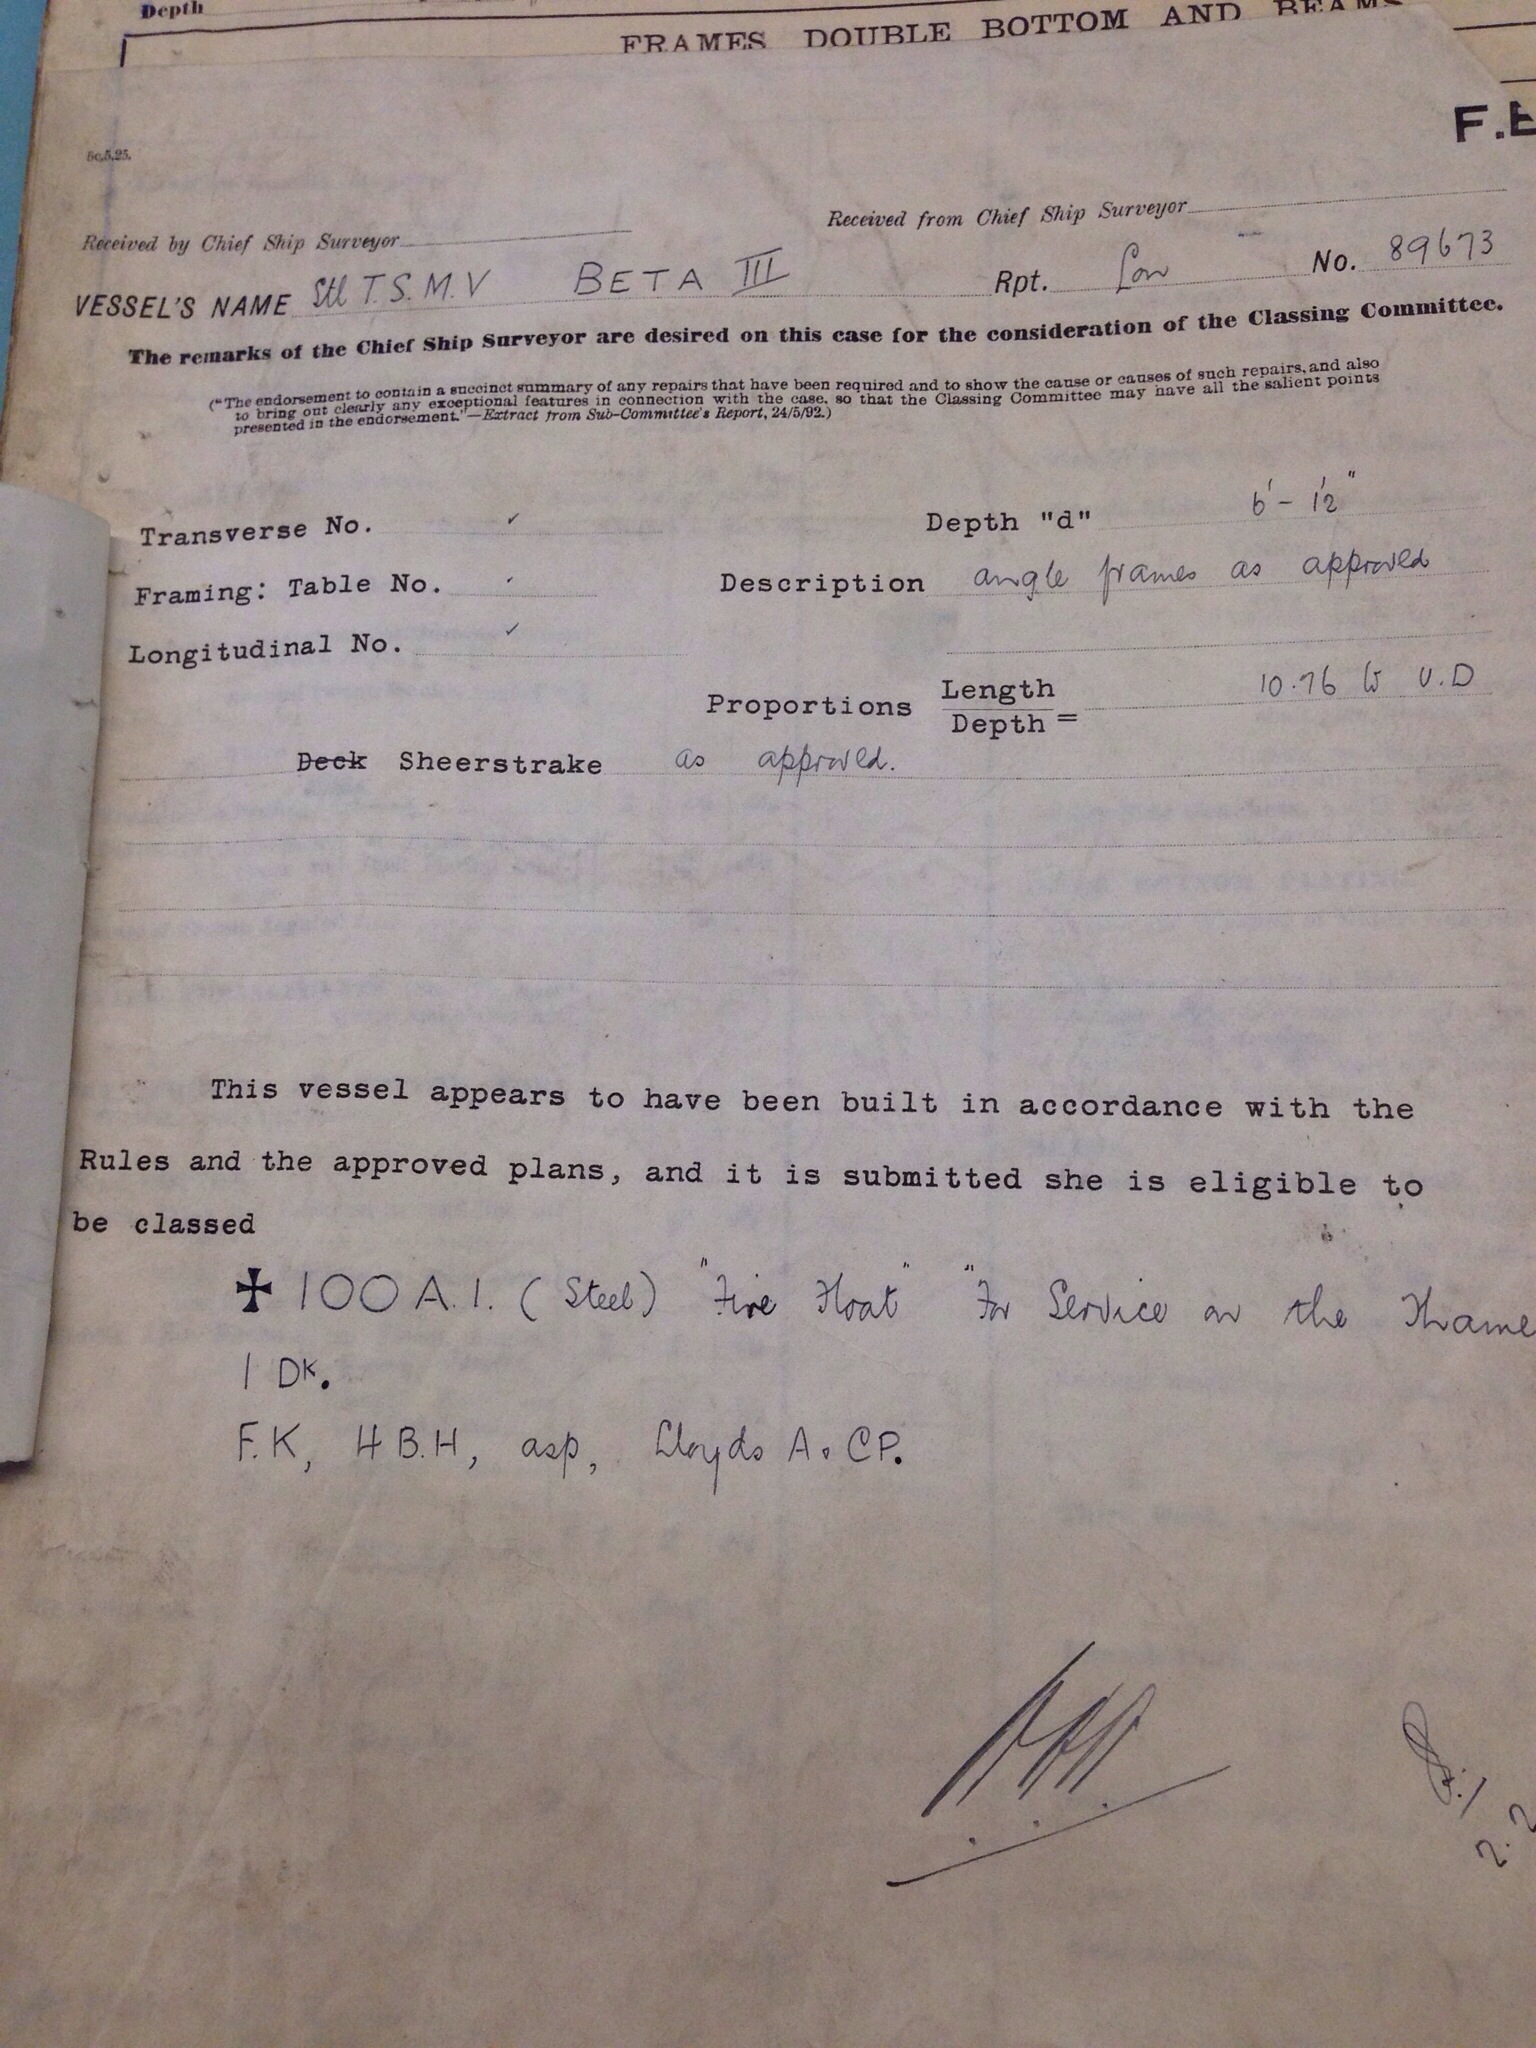 Depth
FRAMES DOUBLE BOTTOM AND BEAMS
F.E
5c,5,25.
Received by Chief Ship Surveyor
Received from Chief Ship Surveyor
VESSEL'S NAME Stl T.S.M.V BETA III Rpt. Lon No. 89673
The remarks of the Chief Ship Surveyor are desired on this case for the consideration of the Classing Committee.
("The endorsement to contain a succinct summary of any repairs that have been required and to show the cause or causes of such repairs, and also
to bring out clearly any exceptional features in connection with the case, so that the Classing Committee may have all the salient points
presented in the endorsement."—Extract from Sub-Committee's Report, 24/5/92.)
Transverse No. ✓ Depth "d" 6' - 1½"
Framing: Table No. Description angle frames as approved
Longitudinal No. ✓
Proportions Length
Depth = 10.76 to U.D
Deck Sheerstrake as approved.
This vessel appears to have been built in accordance with the
Rules and the approved plans, and it is submitted she is eligible to
be classed
✠ 100 A.1. (Steel) "Fire Float" "For Service on the Thame
1 Dk.
F.K, 4 B.H, asp, Lloyds A & CP.